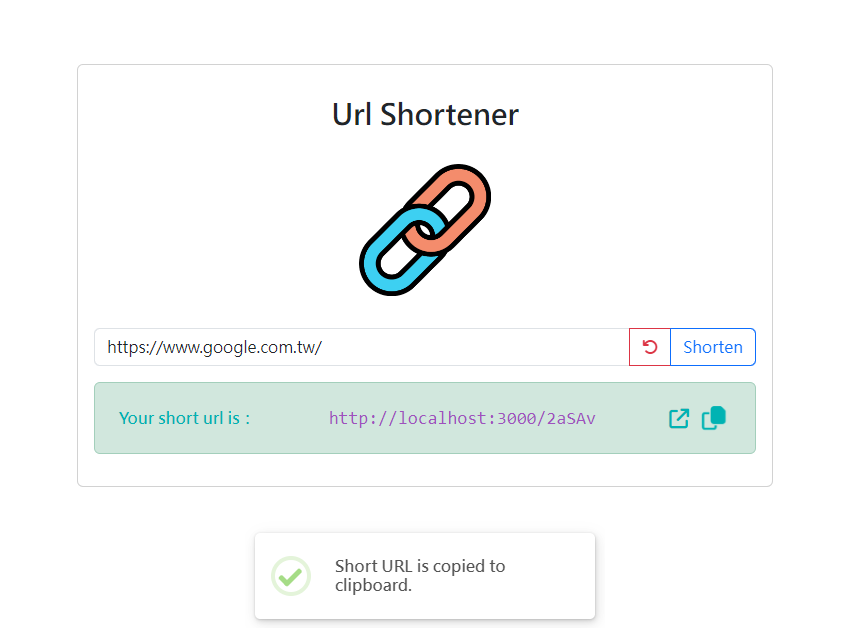 Url Shortener
https://www.google.com.tw/
Shorten
Your short url is : http://localhost:3000/2aSAv
Short URL is copied to
clipboard.